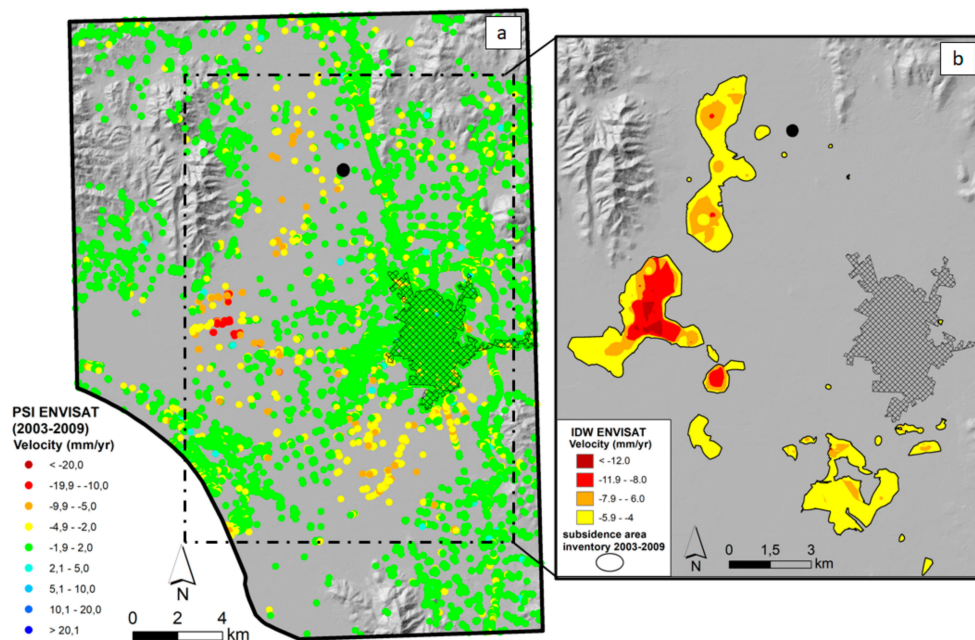 a
PSI ENVISAT
(2003-2009)
Velocity (mm/yr)
< -20,0
-19,9 - -10,0
-9,9 - -5,0
-4,9 - -2,0
-1,9 - 2,0
2,1 - 5,0
5,1 - 10,0
10,1 - 20,0
> 20,1
N
0 2 4
km
b
IDW ENVISAT
Velocity (mm/yr)
< -12.0
-11.9 - -8.0
-7.9 - - 6.0
-5.9 - -4
subsidence area
inventory 2003-2009
N
0 1,5 3
km